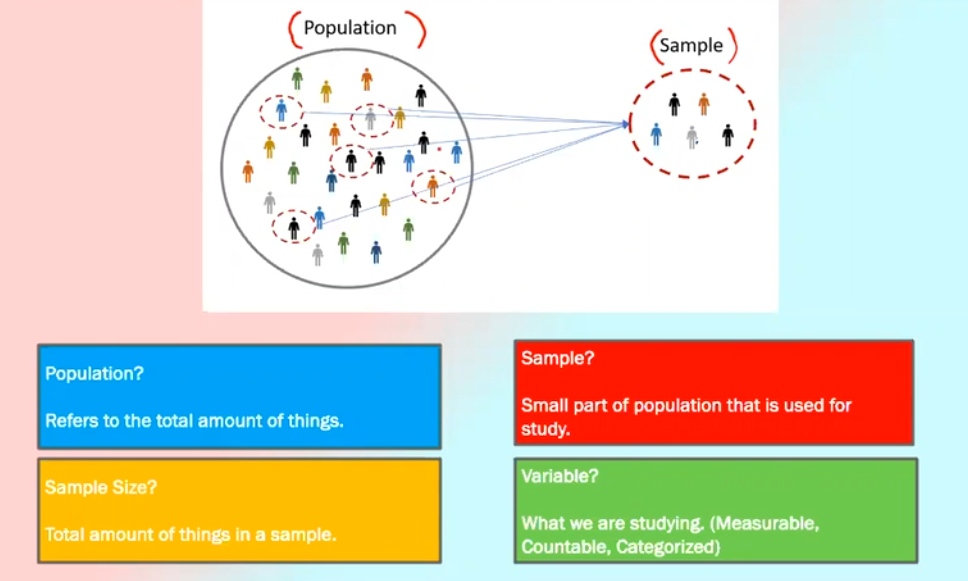 Population
Sample
Population?
Refers to the total amount of things.
Sample?
Small part of population that is used for
study.
Sample Size?
Total amount of things in a sample.
Variable?
What we are studying. (Measurable,
Countable, Categorized)